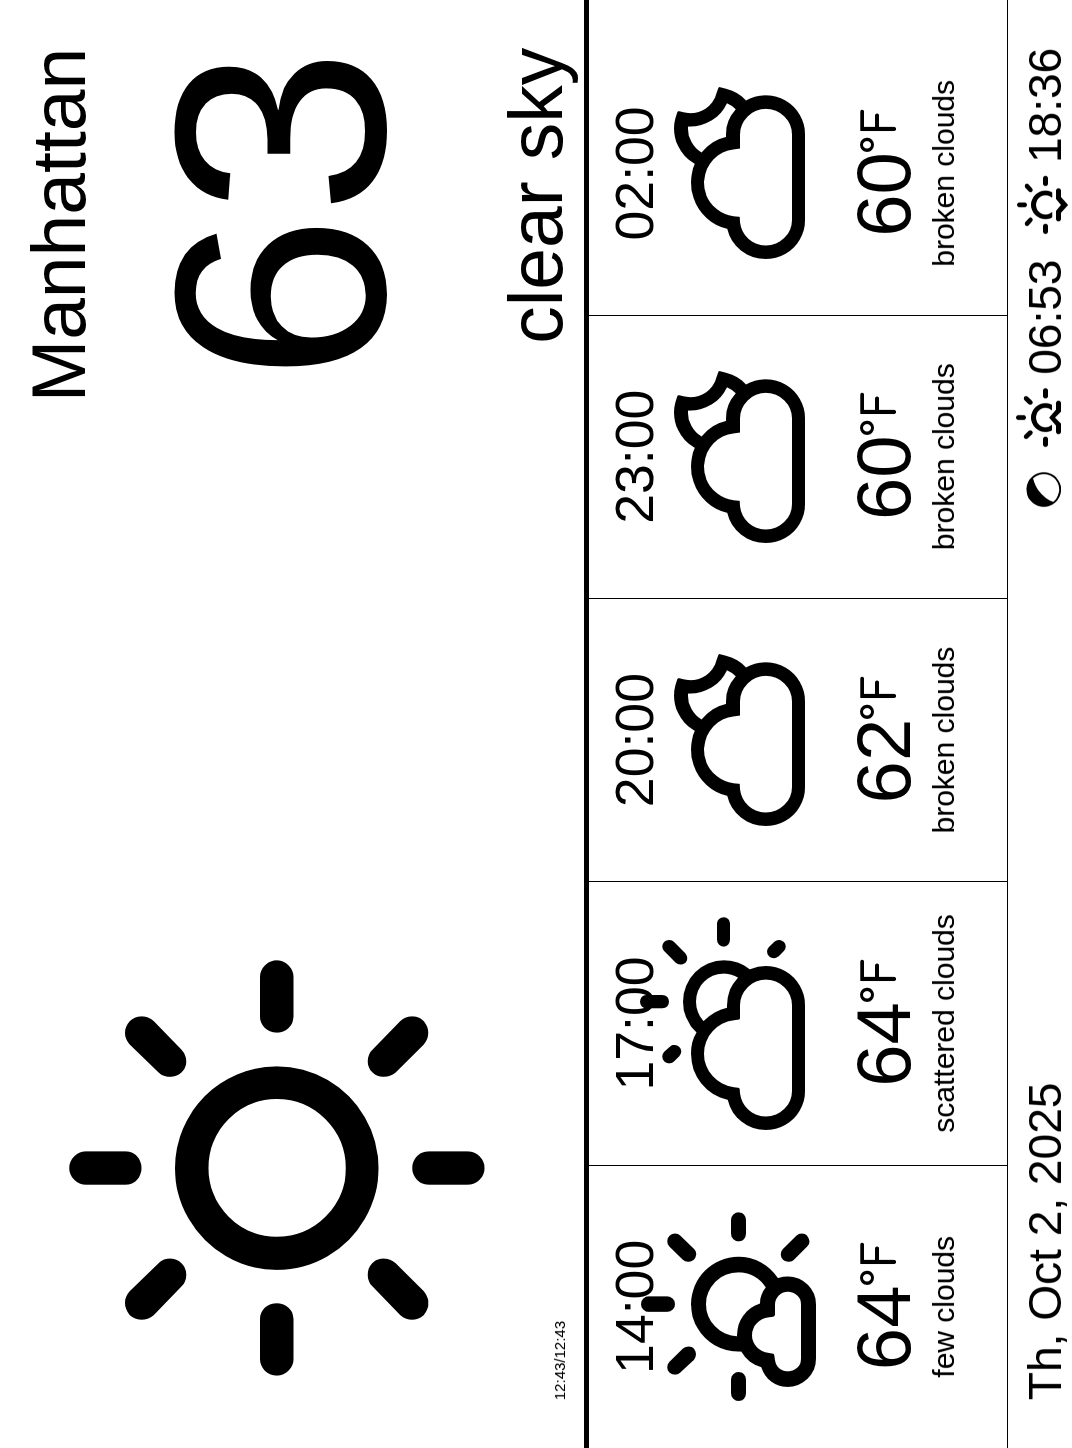 Manhattan
63
clear sky
12:43/12:43
14:00
64°F
few clouds
17:00
64°F
scattered clouds
20:00
62°F
broken clouds
23:00
60°F
broken clouds
02:00
60°F
broken clouds
Th, Oct 2, 2025
06:53
18:36